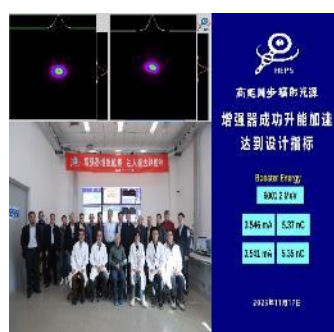 HEPS
高能同步辐射光源
增强器成功升能加速
达到设计指标
Booster Energy
6001.2 MeV
3.546 mA
5.37 nC
3.541 mA
5.35 nC
2023年11月17日